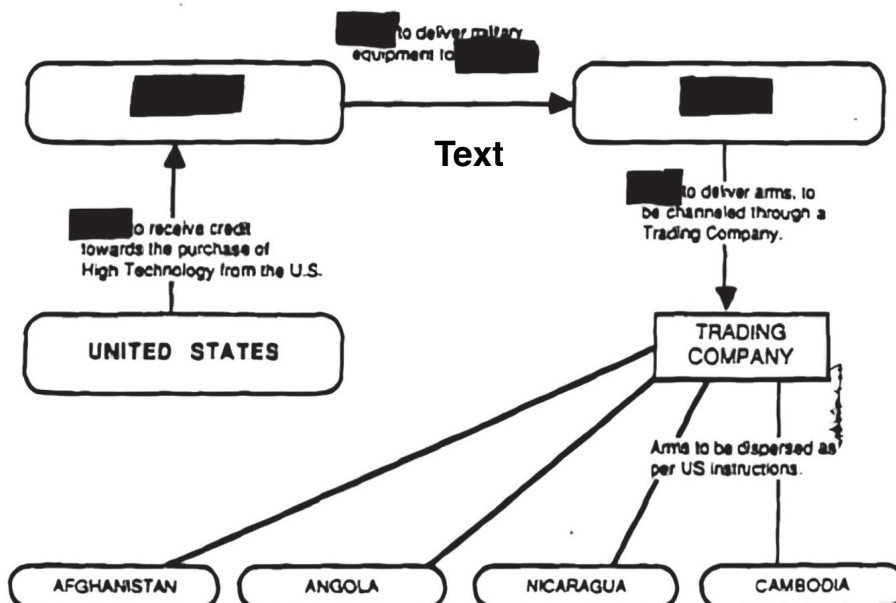 to deliver military
equipment to
Text
to receive credit
towards the purchase of
High Technology from the U.S.
to deliver arms, to
be channeled through a
Trading Company.
UNITED STATES
TRADING
COMPANY
Arms to be dispersed as
per US instructions.
AFGHANISTAN
ANGOLA
NICARAGUA
CAMBODIA